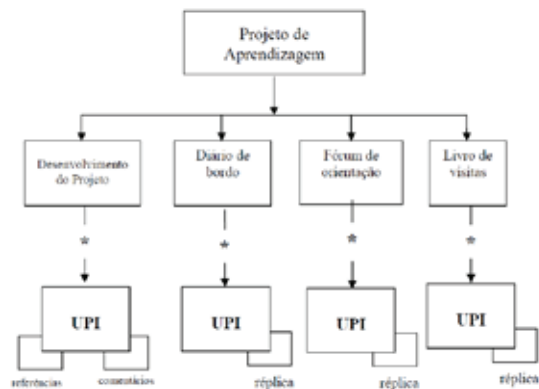 Projeto de
Aprendizagem
Desenvolvimento
do Projeto
Diário de
bordo
Fórum de
orientação
Livro de
visitas
*
*
*
*
UPI
UPI
UPI
UPI
referências
comentários
réplica
réplica
réplica